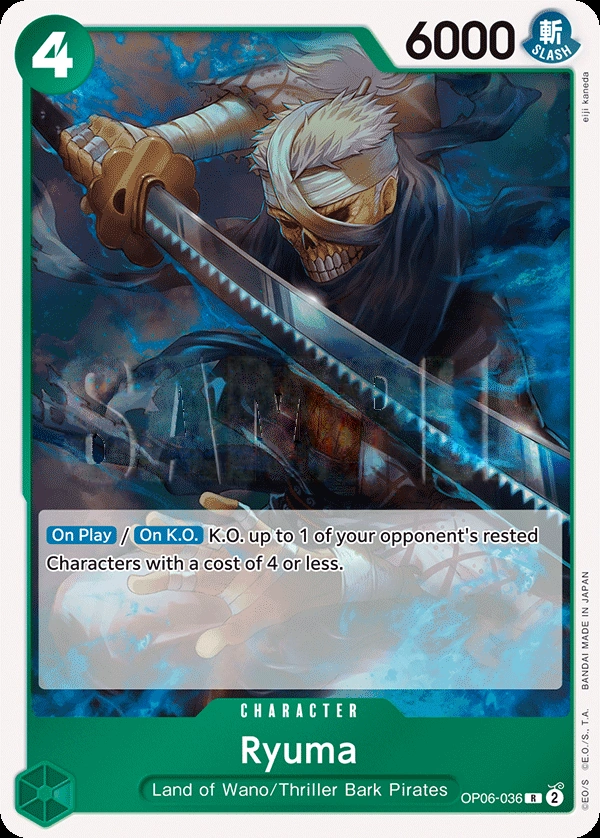 4
6000
斬
SLASH
eiji kaneda
SAMPLE
On Play / On K.O. K.O. up to 1 of your opponent's rested
Characters with a cost of 4 or less.
CHARACTER
Ryuma
Land of Wano/Thriller Bark Pirates
OP06-036 R 2
©E.O/S ©E.O./S., T.A. BANDAI MADE IN JAPAN